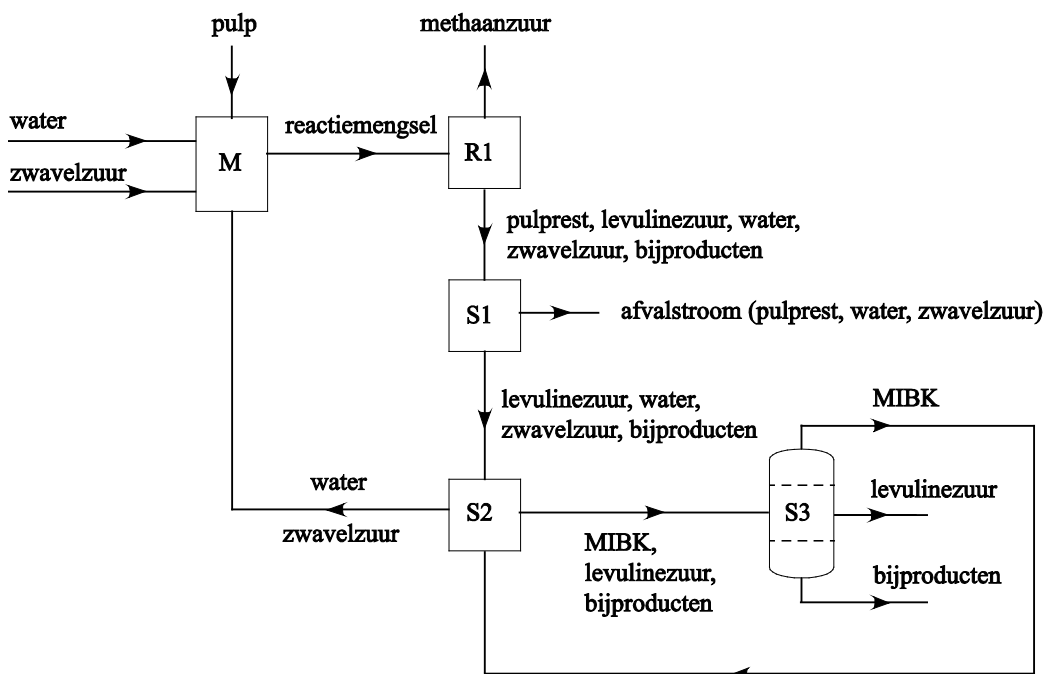 pulp
methaanzuur
water
reactiemengsel
M
R1
zwavelzuur
pulprest, levulinezuur, water,
zwavelzuur, bijproducten
S1
afvalstroom (pulprest, water, zwavelzuur)
levulinezuur, water,
zwavelzuur, bijproducten
MIBK
water
zwavelzuur
S2
S3
levulinezuur
MIBK,
levulinezuur,
bijproducten
bijproducten